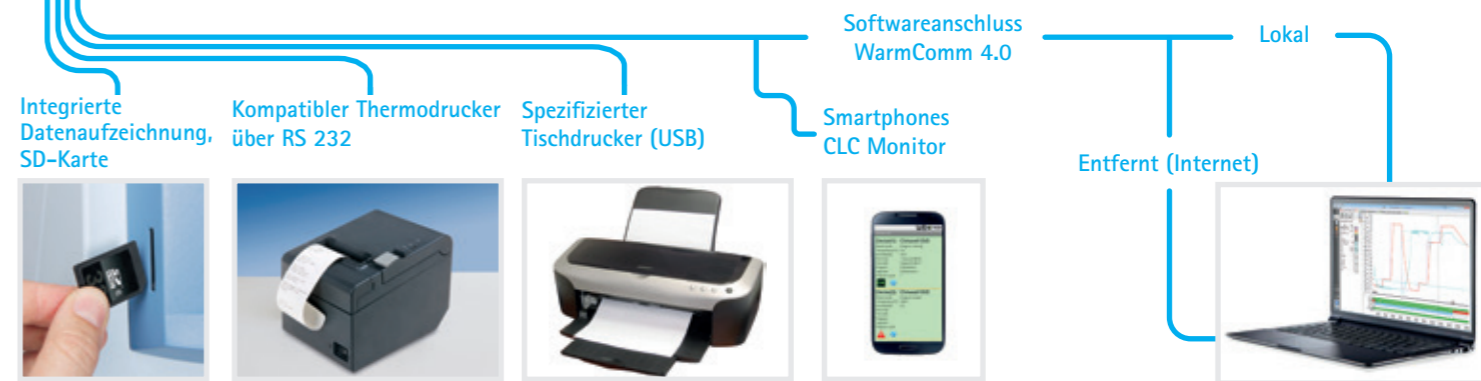 Softwareanschluss
WarmComm 4.0
Lokal
Integrierte
Datenaufzeichnung,
SD-Karte
Kompatibler Thermodrucker
über RS 232
Spezifizierter
Tischdrucker (USB)
Smartphones
CLC Monitor
Entfernt (Internet)